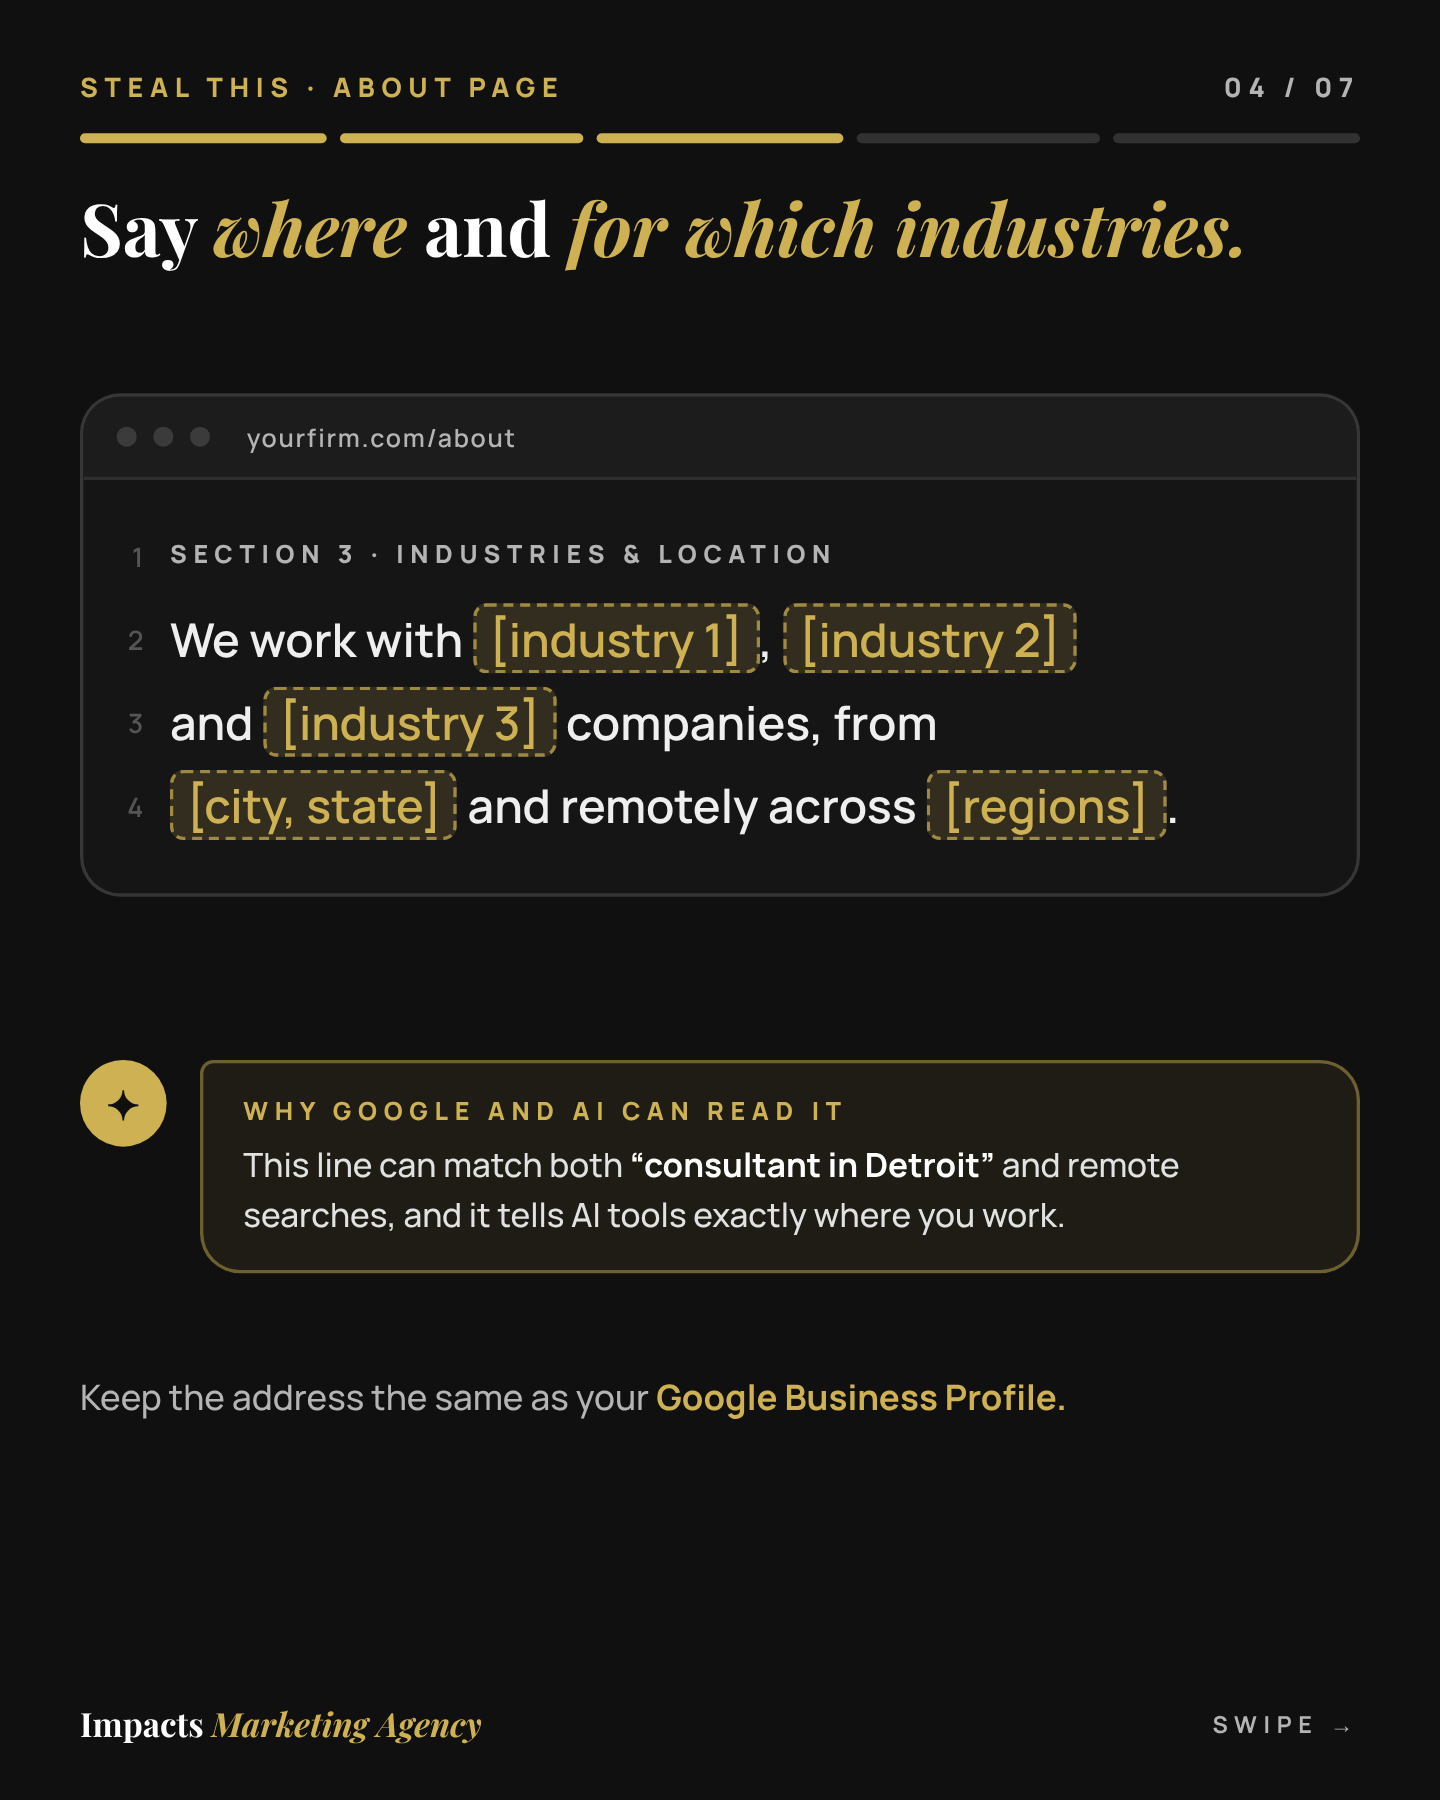 STEAL THIS · ABOUT PAGE
04 / 07
Say where and for which industries.
yourfirm.com/about
1 SECTION 3 · INDUSTRIES & LOCATION
2 We work with [industry 1], [industry 2]
3 and [industry 3] companies, from
4 [city, state] and remotely across [regions].
WHY GOOGLE AND AI CAN READ IT
This line can match both “consultant in Detroit” and remote
searches, and it tells AI tools exactly where you work.
Keep the address the same as your Google Business Profile.
Impacts Marketing Agency
SWIPE →